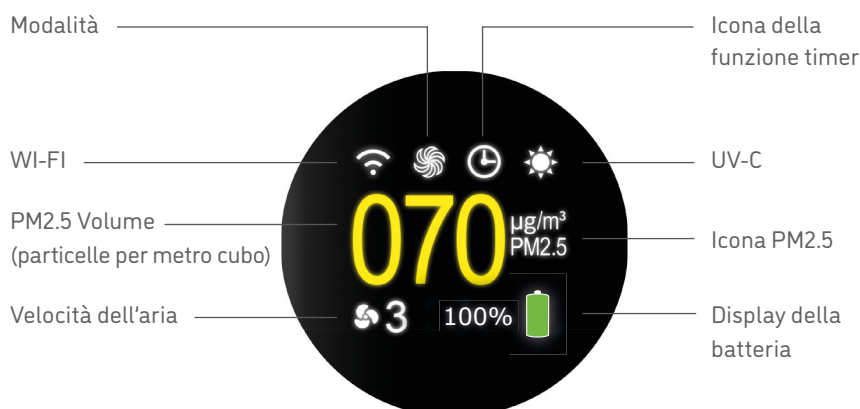 Modalità
Icona della
funzione timer
WI-FI
UV-C
PM2.5 Volume
(particelle per metro cubo)
070
µg/m³
PM2.5
Icona PM2.5
Velocità dell'aria
3
100%
Display della
batteria